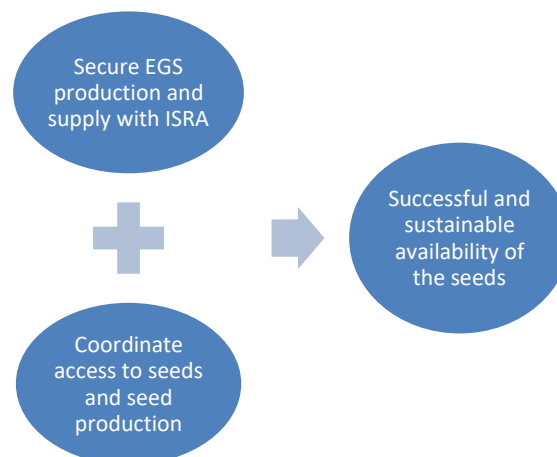 Secure EGS
production and
supply with ISRA
Coordinate
access to seeds
and seed
production
Successful and
sustainable
availability of
the seeds